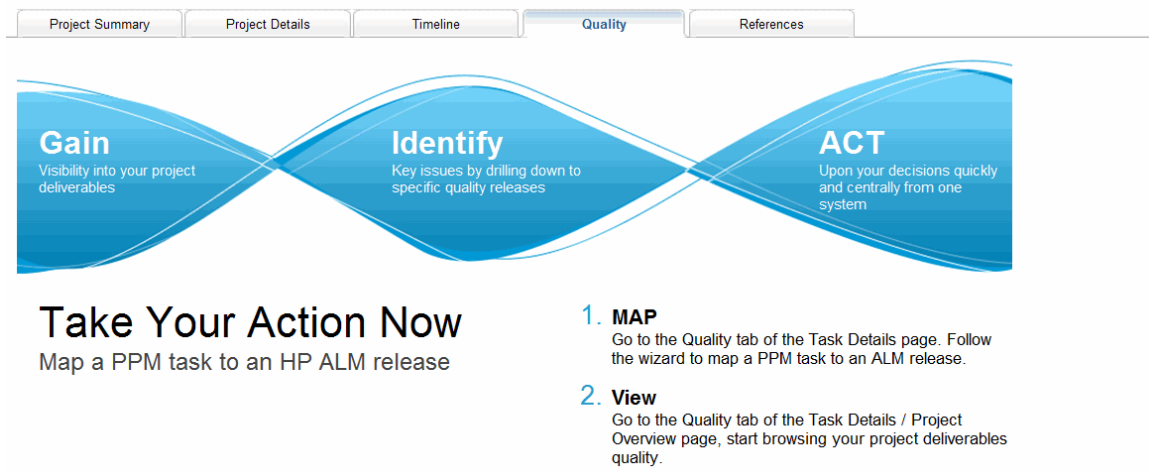 Project Summary
Project Details
Timeline
Quality
References
Gain
Visibility into your project
deliverables
Identify
Key issues by drilling down to
specific quality releases
ACT
Upon your decisions quickly
and centrally from one
system
Take Your Action Now
Map a PPM task to an HP ALM release
1. MAP
Go to the Quality tab of the Task Details page. Follow
the wizard to map a PPM task to an ALM release.
2. View
Go to the Quality tab of the Task Details / Project
Overview page, start browsing your project deliverables
quality.